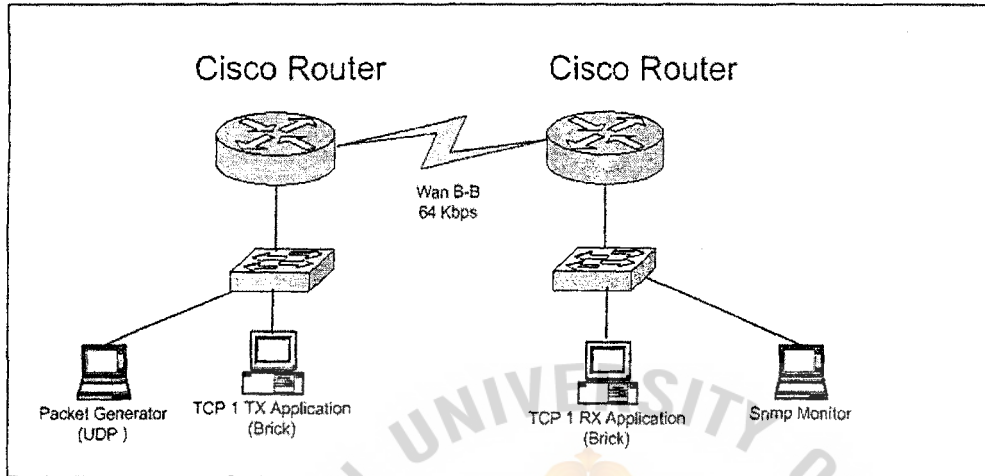 Cisco Router
Cisco Router
Wan B-B
64 Kbps
Packet Generator
(UDP )
TCP 1 TX Application
(Brick)
TCP 1 RX Application
(Brick)
Snmp Monitor
UNIVERSITY O